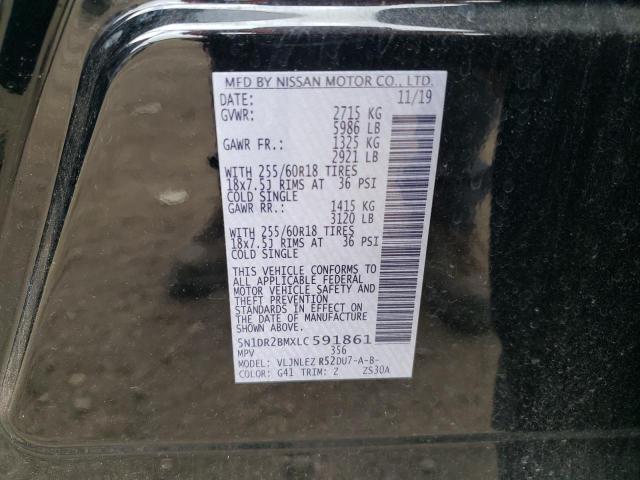 MFD BY NISSAN MOTOR CO., LTD.
DATE: 11/19
GVWR: 2715 KG
5986 LB
GAWR FR.: 1325 KG
2921 LB
WITH 255/60R18 TIRES
18x7.5J RIMS AT 36 PSI
COLD SINGLE
GAWR RR.: 1415 KG
3120 LB
WITH 255/60R18 TIRES
18x7.5J RIMS AT 36 PSI
COLD SINGLE
THIS VEHICLE CONFORMS TO
ALL APPLICABLE FEDERAL
MOTOR VEHICLE SAFETY AND
THEFT PREVENTION
STANDARDS IN EFFECT ON
THE DATE OF MANUFACTURE
SHOWN ABOVE.
5N1DR2BMXLC591861
MPV 356
MODEL: VLJNLEZ R52DU7-A-B-
COLOR: G41 TRIM: Z ZS30A